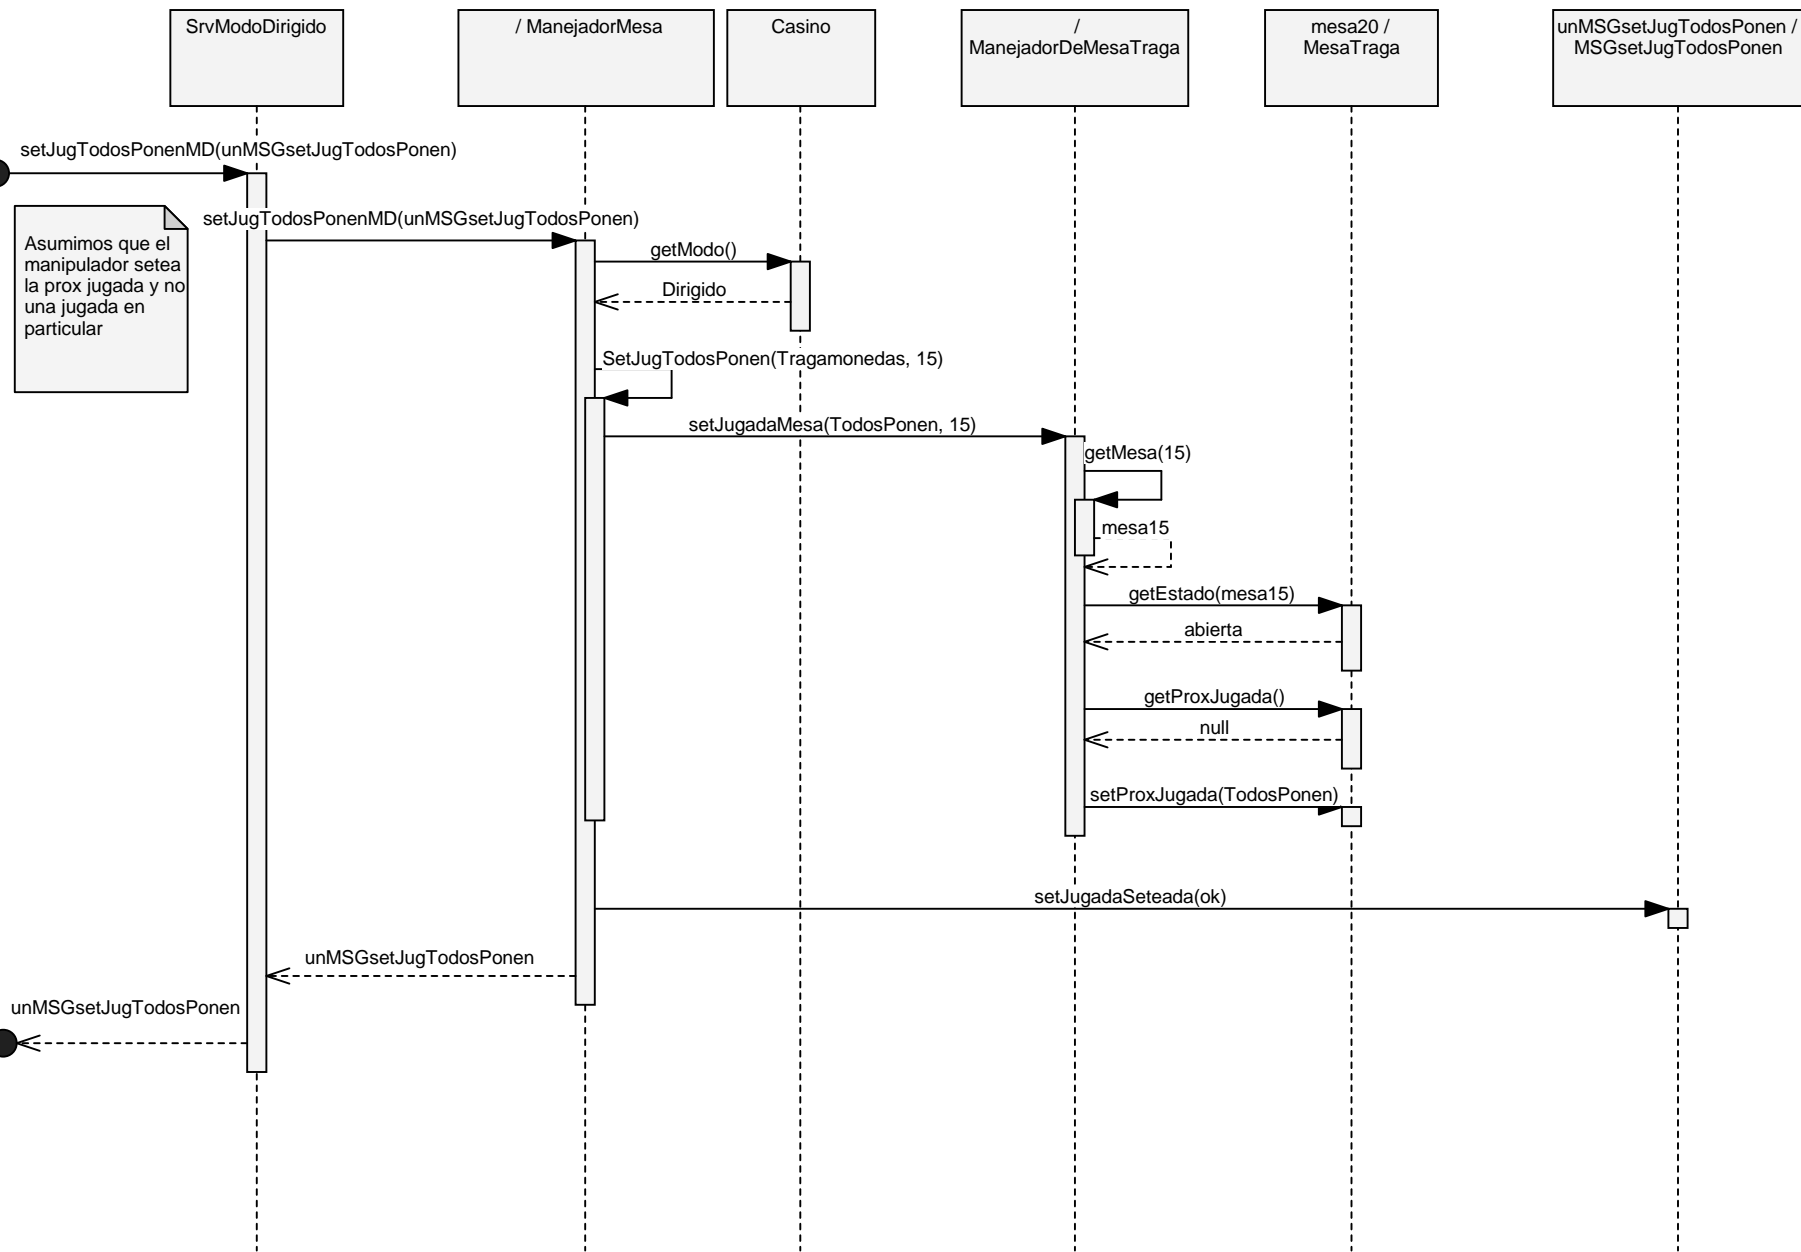 SrvModoDirigido
/ ManejadorMesa
Casino
/
ManejadorDeMesaTraga
mesa20 /
MesaTraga
unMSGsetJugTodosPonen /
MSGsetJugTodosPonen
setJugTodosPonenMD(unMSGsetJugTodosPonen)
Asumimos que el
manipulador setea
la prox jugada y no
una jugada en
particular
setJugTodosPonenMD(unMSGsetJugTodosPonen)
getModo()
Dirigido
SetJugTodosPonen(Tragamonedas, 15)
setJugadaMesa(TodosPonen, 15)
getMesa(15)
mesa15
getEstado(mesa15)
abierta
getProxJugada()
null
setProxJugada(TodosPonen)
setJugadaSeteada(ok)
unMSGsetJugTodosPonen
unMSGsetJugTodosPonen